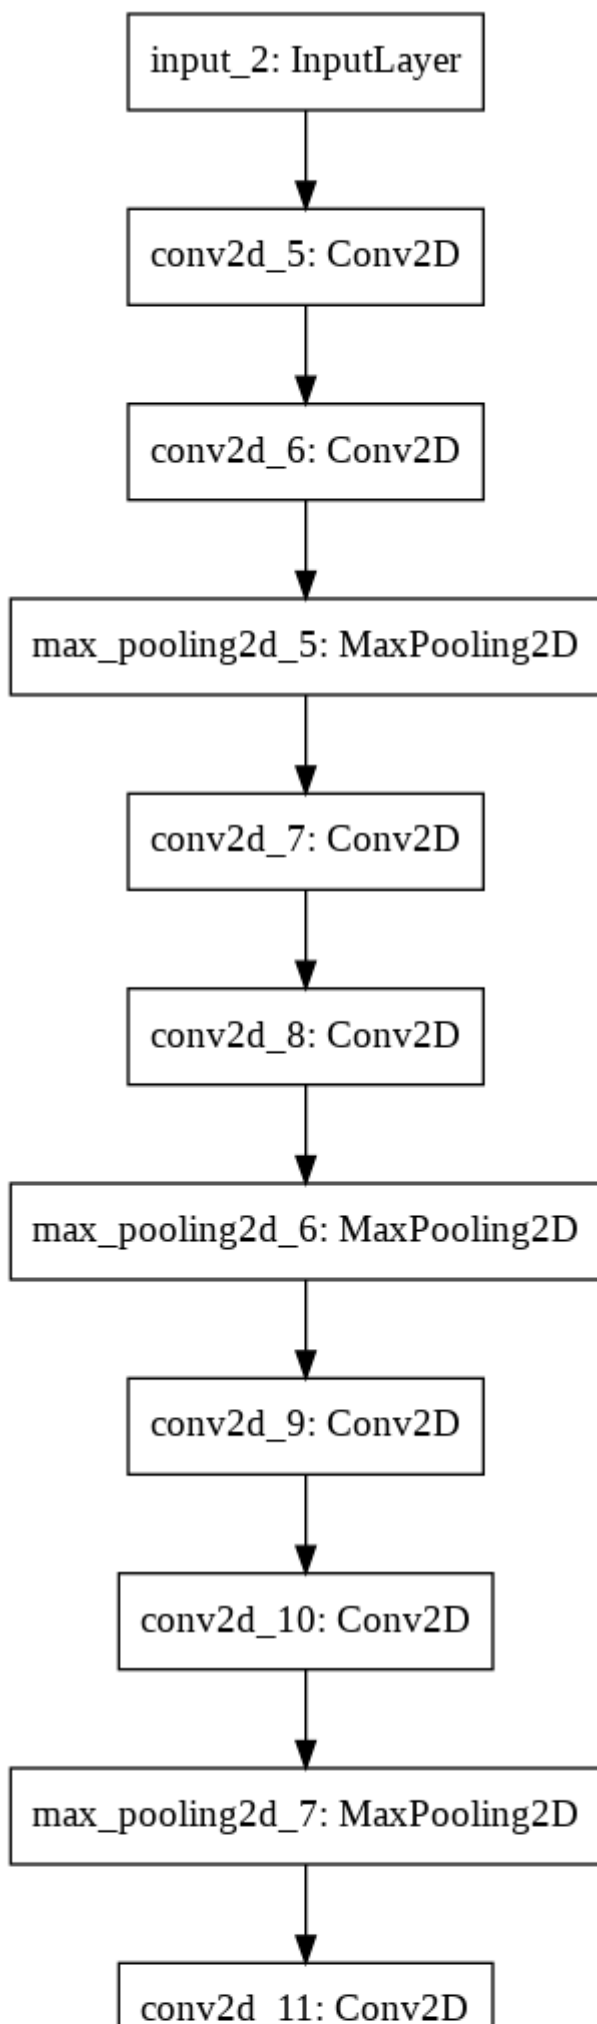 input_2: InputLayer
conv2d_5: Conv2D
conv2d_6: Conv2D
max_pooling2d_5: MaxPooling2D
conv2d_7: Conv2D
conv2d_8: Conv2D
max_pooling2d_6: MaxPooling2D
conv2d_9: Conv2D
conv2d_10: Conv2D
max_pooling2d_7: MaxPooling2D
conv2d_11: Conv2D